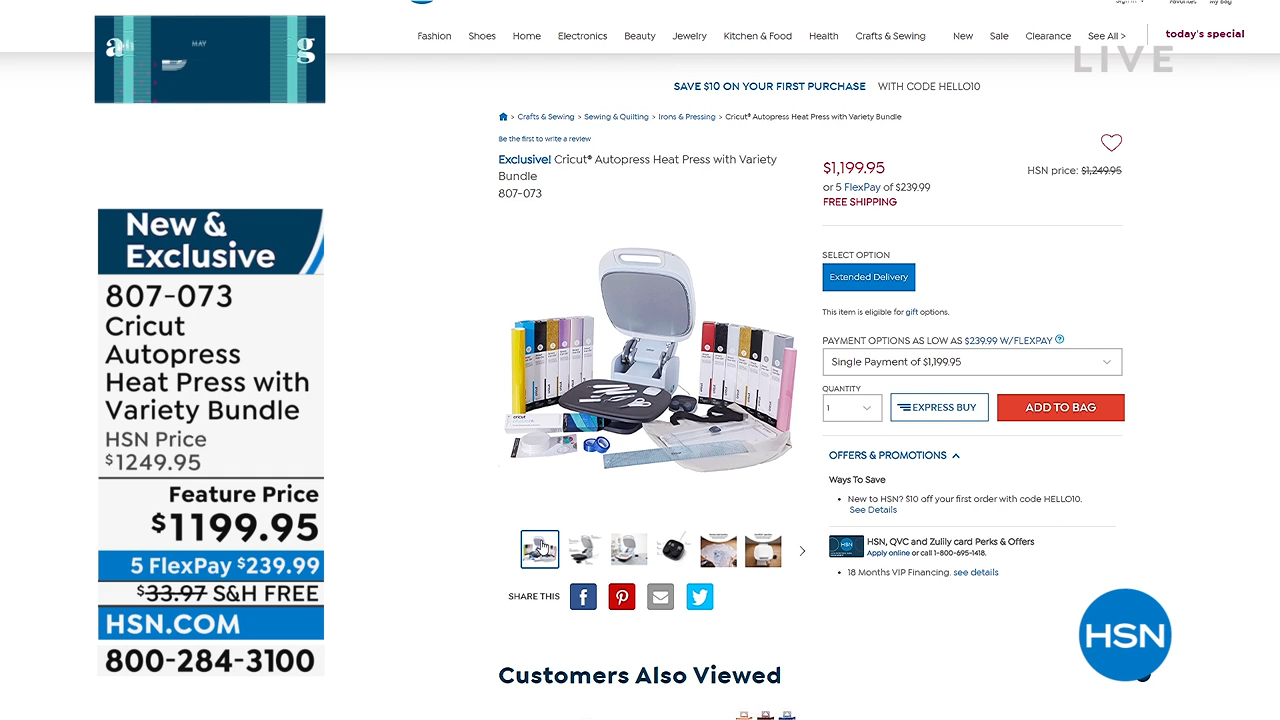 a
MAY
g
New &
Exclusive
807-073
Cricut
Autopress
Heat Press with
Variety Bundle
HSN Price
$1249.95
Feature Price
$1199.95
5 FlexPay $239.99
$33.97 S&H FREE
HSN.COM
800-284-3100
Favorites My Bag
Fashion Shoes Home Electronics Beauty Jewelry Kitchen & Food Health Crafts & Sewing New Sale Clearance See All > today's special
LIVE
SAVE $10 ON YOUR FIRST PURCHASE WITH CODE HELLO10
> Crafts & Sewing > Sewing & Quilting > Irons & Pressing > Cricut® Autopress Heat Press with Variety Bundle
Be the first to write a review
Exclusive! Cricut® Autopress Heat Press with Variety
Bundle
807-073
$1,199.95
HSN price: $1,249.95
or 5 FlexPay of $239.99
FREE SHIPPING
SELECT OPTION
Extended Delivery
This item is eligible for gift options.
PAYMENT OPTIONS AS LOW AS $239.99 W/FLEXPAY ?
Single Payment of $1,199.95
QUANTITY
1
EXPRESS BUY
ADD TO BAG
OFFERS & PROMOTIONS
Ways To Save
• New to HSN? $10 off your first order with code HELLO10.
See Details
HSN
HSN, QVC and Zulily card Perks & Offers
Apply online or call 1-800-695-1418.
• 18 Months VIP Financing. see details
cricut
SHARE THIS
HSN
Customers Also Viewed